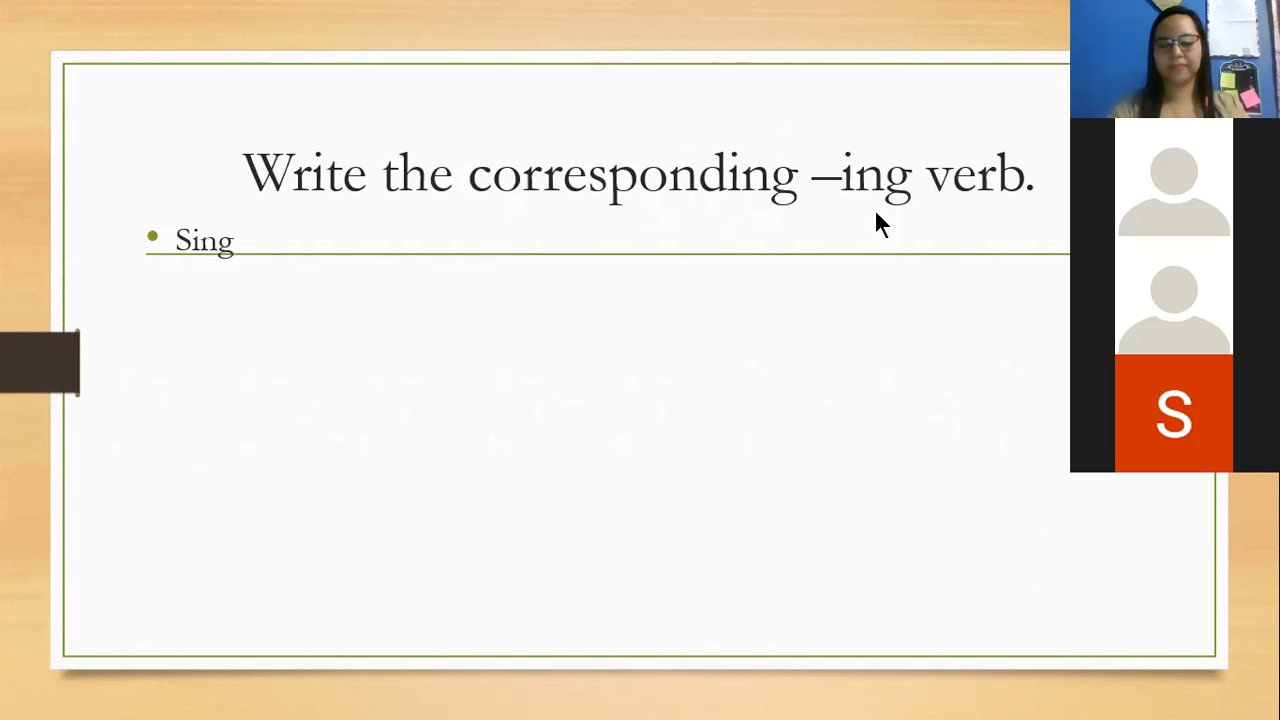 Write the corresponding –ing verb.
• Sing
S